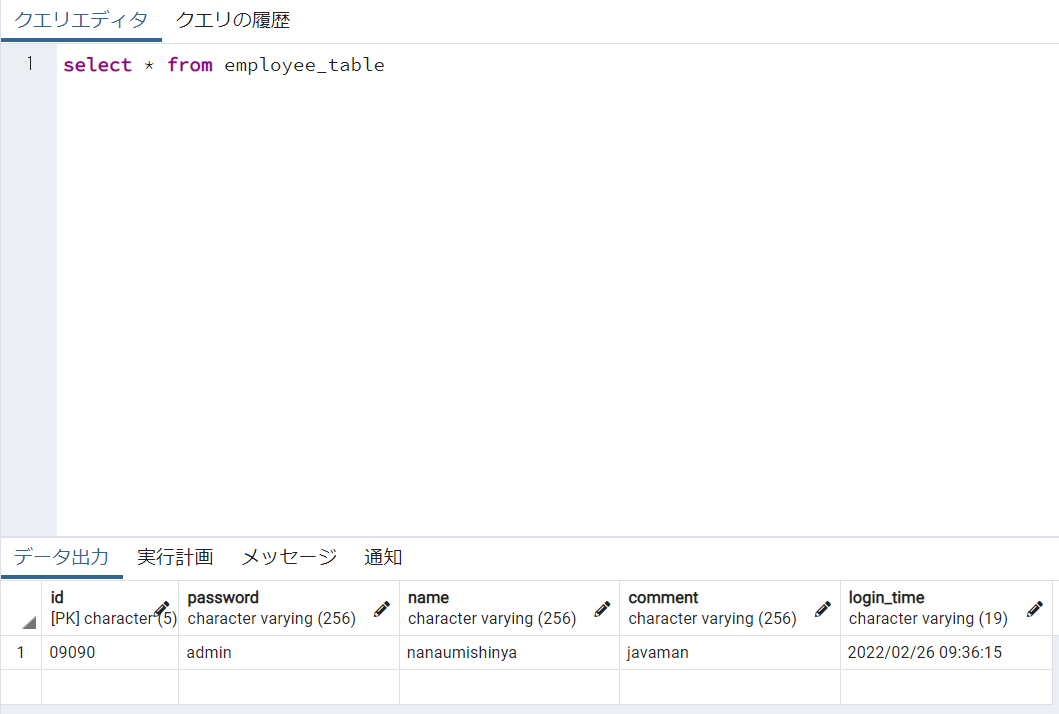 クエリエディタ クエリの履歴
1 select * from employee_table
データ出力 実行計画 メッセージ 通知
id password name comment login_time
[PK] character (5) character varying (256) character varying (256) character varying (256) character varying (19)
1 09090 admin nanaumishinya javaman 2022/02/26 09:36:15